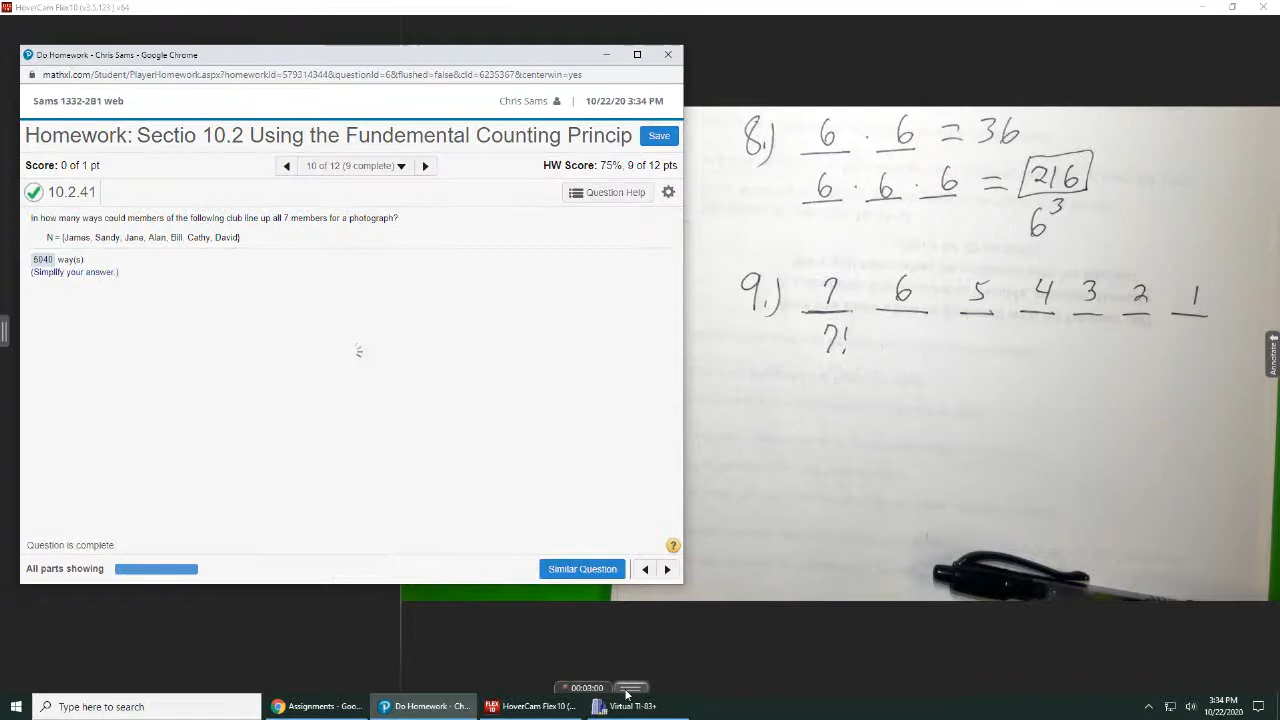 HoverCam Flex10 (v3.5.123 ) x64
Do Homework - Chris Sams - Google Chrome
mathxl.com/Student/PlayerHomework.aspx?homeworkId=579314344&questionId=6&flushed=false&cId=6235367&centerwin=yes
Sams 1332-2B1 web
Chris Sams | 10/22/20 3:34 PM
Homework: Sectio 10.2 Using the Fundemental Counting Princip
Save
Score: 0 of 1 pt
10 of 12 (9 complete)
HW Score: 75%, 9 of 12 pts
10.2.41
Question Help
In how many ways could members of the following club line up all 7 members for a photograph?
N = {James, Sandy, Jane, Alan, Bill, Cathy, David}
5040 way(s)
(Simplify your answer.)
Question is complete.
?
All parts showing
Similar Question
8.) 6 · 6 = 36
6 · 6 · 6 = 216
6³
9.) 7 6 5 4 3 2 1
7!
Annotate
00:03:00
Type here to search
Assignments - Goo...
Do Homework - Ch...
HoverCam Flex10 (...
Virtual TI-83+
3:34 PM
10/22/2020